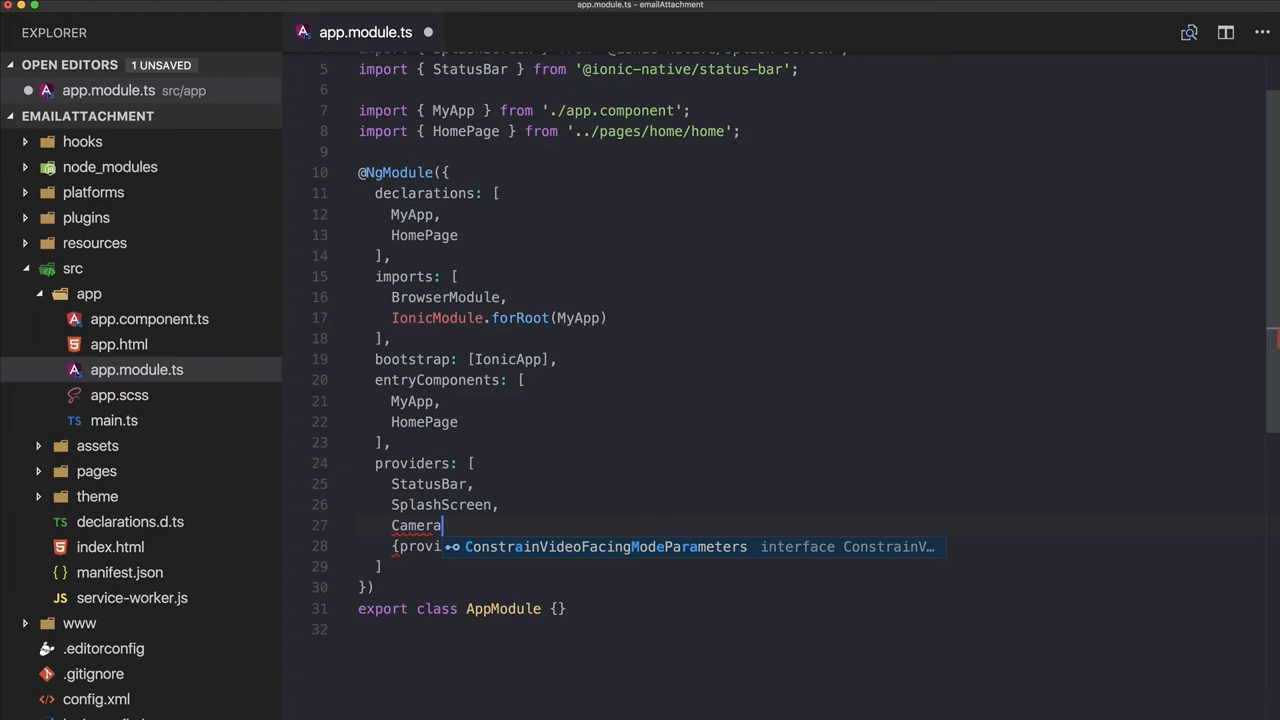 app.module.ts - emailAttachment
EXPLORER
app.module.ts
OPEN EDITORS 1 UNSAVED
app.module.ts src/app
EMAILATTACHMENT
hooks
node_modules
platforms
plugins
resources
src
app
app.component.ts
app.html
app.module.ts
app.scss
main.ts
assets
pages
theme
declarations.d.ts
index.html
manifest.json
service-worker.js
www
.editorconfig
.gitignore
config.xml
5 import { StatusBar } from '@ionic-native/status-bar';
6
7 import { MyApp } from './app.component';
8 import { HomePage } from '../pages/home/home';
9
10 @NgModule({
11 declarations: [
12 MyApp,
13 HomePage
14 ],
15 imports: [
16 BrowserModule,
17 IonicModule.forRoot(MyApp)
18 ],
19 bootstrap: [IonicApp],
20 entryComponents: [
21 MyApp,
22 HomePage
23 ],
24 providers: [
25 StatusBar,
26 SplashScreen,
27 Camera
28 {provi
ConstrainVideoFacingModeParameters interface ConstrainV…
29 ]
30 })
31 export class AppModule {}
32